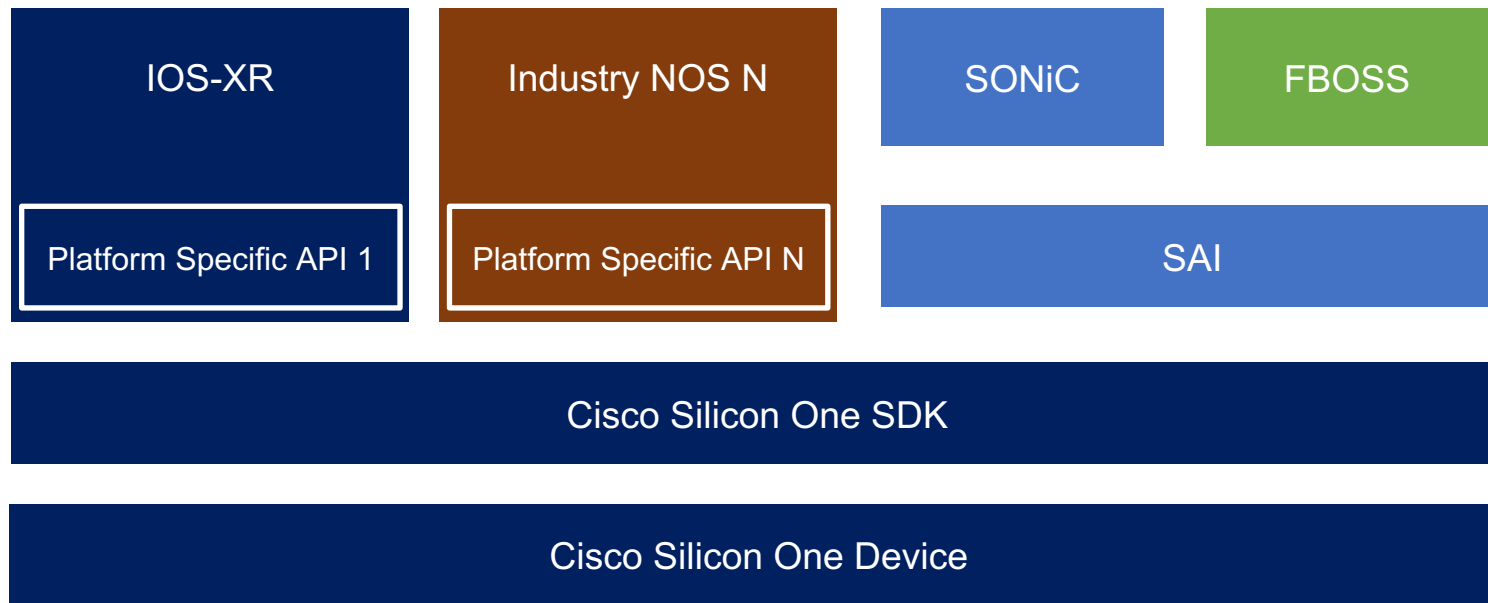 IOS-XR
Industry NOS N
SONiC
FBOSS
Platform Specific API 1
Platform Specific API N
SAI
Cisco Silicon One SDK
Cisco Silicon One Device